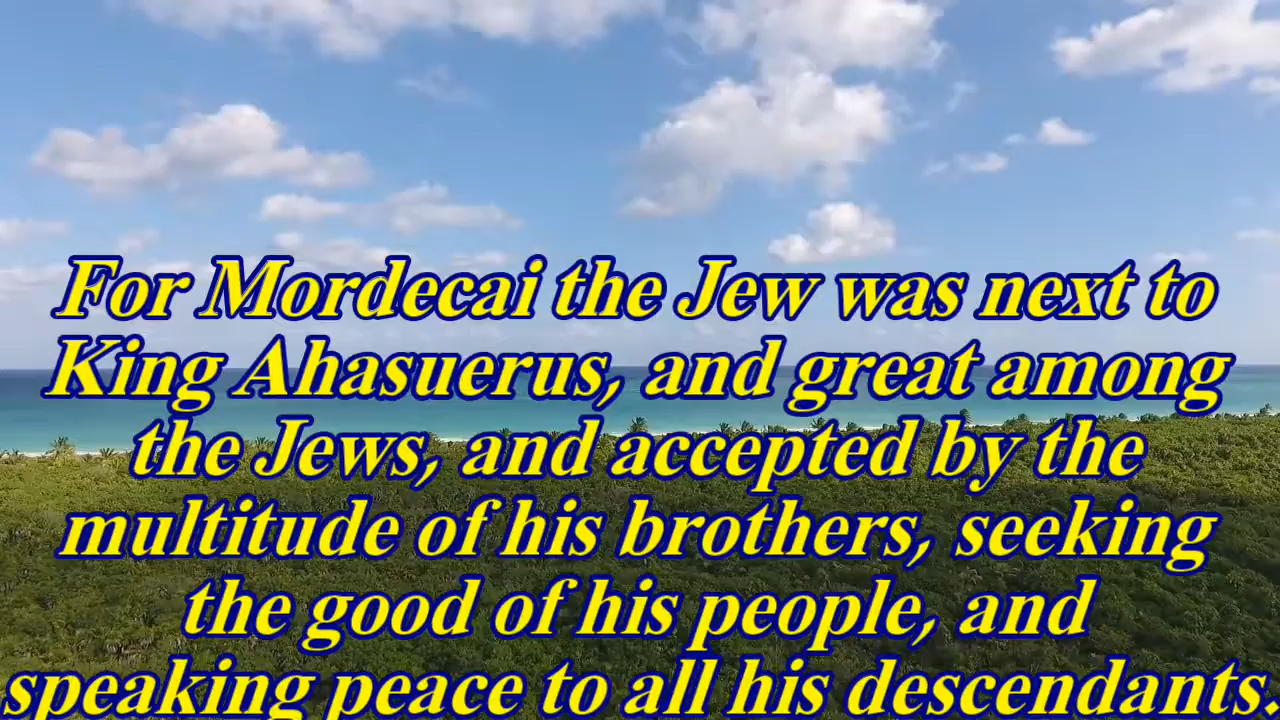 For Mordecai the Jew was next to
King Ahasuerus, and great among
the Jews, and accepted by the
multitude of his brothers, seeking
the good of his people, and
speaking peace to all his descendants.